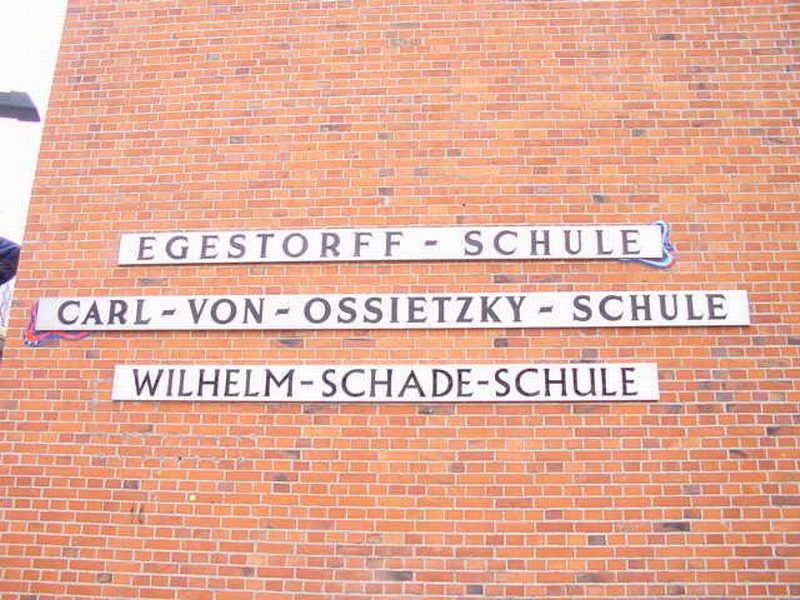 EGESTORFF - SCHULE
CARL - VON - OSSIETZKY - SCHULE
WILHELM-SCHADE-SCHULE